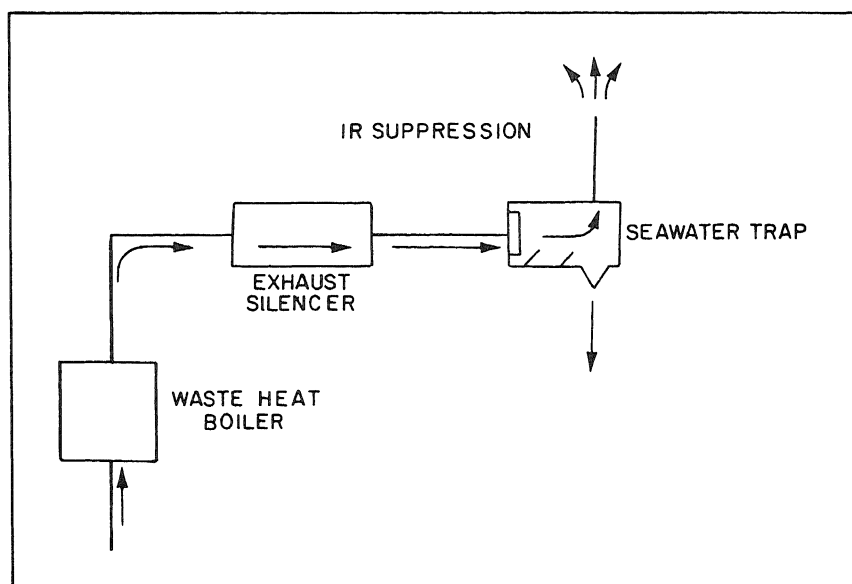 IR SUPPRESSION
SEAWATER TRAP
EXHAUST
SILENCER
WASTE HEAT
BOILER